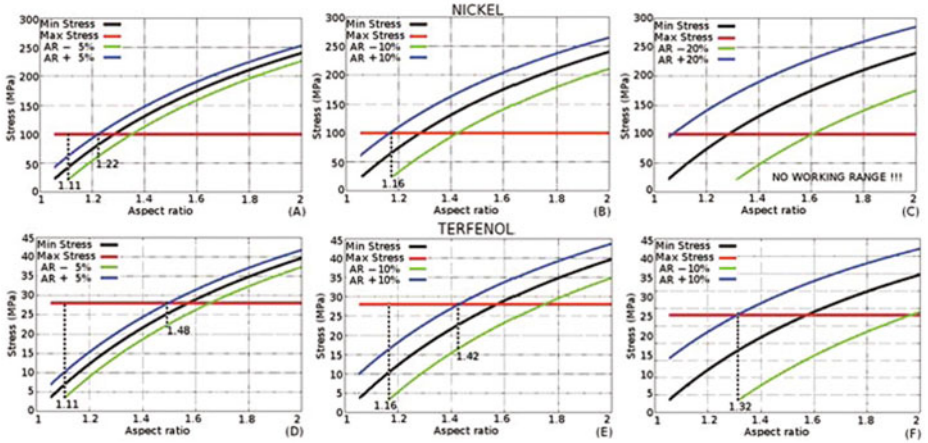 NICKEL
Min Stress
Max Stress
AR − 5%
AR + 5%
Stress (MPa)
300
250
200
150
100
50
0
1.11
1.22
1 1.2 1.4 1.6 1.8 2
Aspect ratio
(A)
Min Stress
Max Stress
AR −10%
AR +10%
Stress (MPa)
300
250
200
150
100
50
0
1.16
1 1.2 1.4 1.6 1.8 2
Aspect ratio
(B)
Min Stress
Max Stress
AR −20%
AR +20%
Stress (MPa)
300
250
200
150
100
50
0
NO WORKING RANGE !!!
1 1.2 1.4 1.6 1.8 2
Aspect ratio
(C)
TERFENOL
Min Stress
Max Stress
AR − 5%
AR + 5%
Stress (MPa)
45
40
35
30
25
20
15
10
5
0
1.48
1.11
1 1.2 1.4 1.6 1.8 2
Aspect ratio
(D)
Min Stress
Max Stress
AR −10%
AR +10%
Stress (MPa)
45
40
35
30
25
20
15
10
5
0
1.42
1.16
1 1.2 1.4 1.6 1.8 2
Aspect ratio
(E)
Min Stress
Max Stress
AR −10%
AR +10%
Stress (MPa)
45
40
35
30
25
20
15
10
5
0
1.32
1 1.2 1.4 1.6 1.8 2
Aspect ratio
(F)